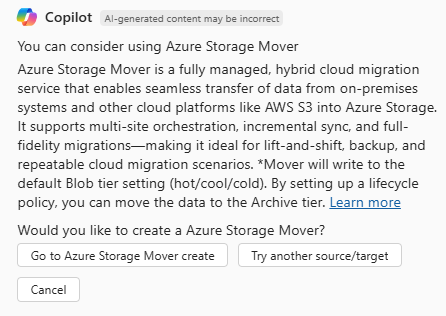 Copilot AI-generated content may be incorrect
You can consider using Azure Storage Mover
Azure Storage Mover is a fully managed, hybrid cloud migration
service that enables seamless transfer of data from on-premises
systems and other cloud platforms like AWS S3 into Azure Storage.
It supports multi-site orchestration, incremental sync, and full-
fidelity migrations—making it ideal for lift-and-shift, backup, and
repeatable cloud migration scenarios. *Mover will write to the
default Blob tier setting (hot/cool/cold). By setting up a lifecycle
policy, you can move the data to the Archive tier. Learn more
Would you like to create a Azure Storage Mover?
Go to Azure Storage Mover create Try another source/target
Cancel